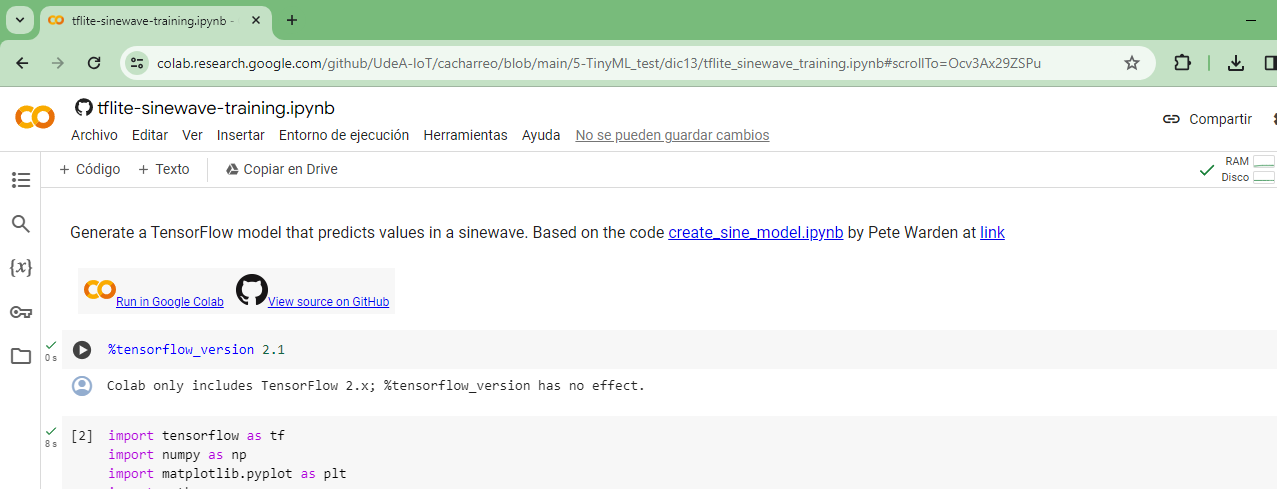 tflite-sinewave-training.ipynb -
colab.research.google.com/github/UdeA-IoT/cacharreo/blob/main/5-TinyML_test/dic13/tflite_sinewave_training.ipynb#scrollTo=Ocv3Ax29ZSPu
tflite-sinewave-training.ipynb
Compartir
Archivo Editar Ver Insertar Entorno de ejecución Herramientas Ayuda No se pueden guardar cambios
+ Código + Texto Copiar en Drive
RAM
Disco
Generate a TensorFlow model that predicts values in a sinewave. Based on the code create_sine_model.ipynb by Pete Warden at link
Run in Google Colab View source on GitHub
0 s
%tensorflow_version 2.1
Colab only includes TensorFlow 2.x; %tensorflow_version has no effect.
8 s
[2] import tensorflow as tf
import numpy as np
import matplotlib.pyplot as plt